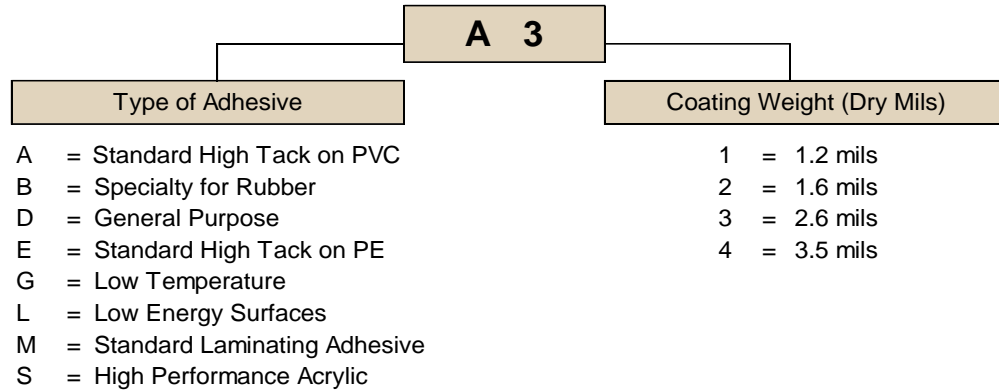 A 3
Type of Adhesive
Coating Weight (Dry Mils)
A = Standard High Tack on PVC
B = Specialty for Rubber
D = General Purpose
E = Standard High Tack on PE
G = Low Temperature
L = Low Energy Surfaces
M = Standard Laminating Adhesive
S = High Performance Acrylic
1 = 1.2 mils
2 = 1.6 mils
3 = 2.6 mils
4 = 3.5 mils